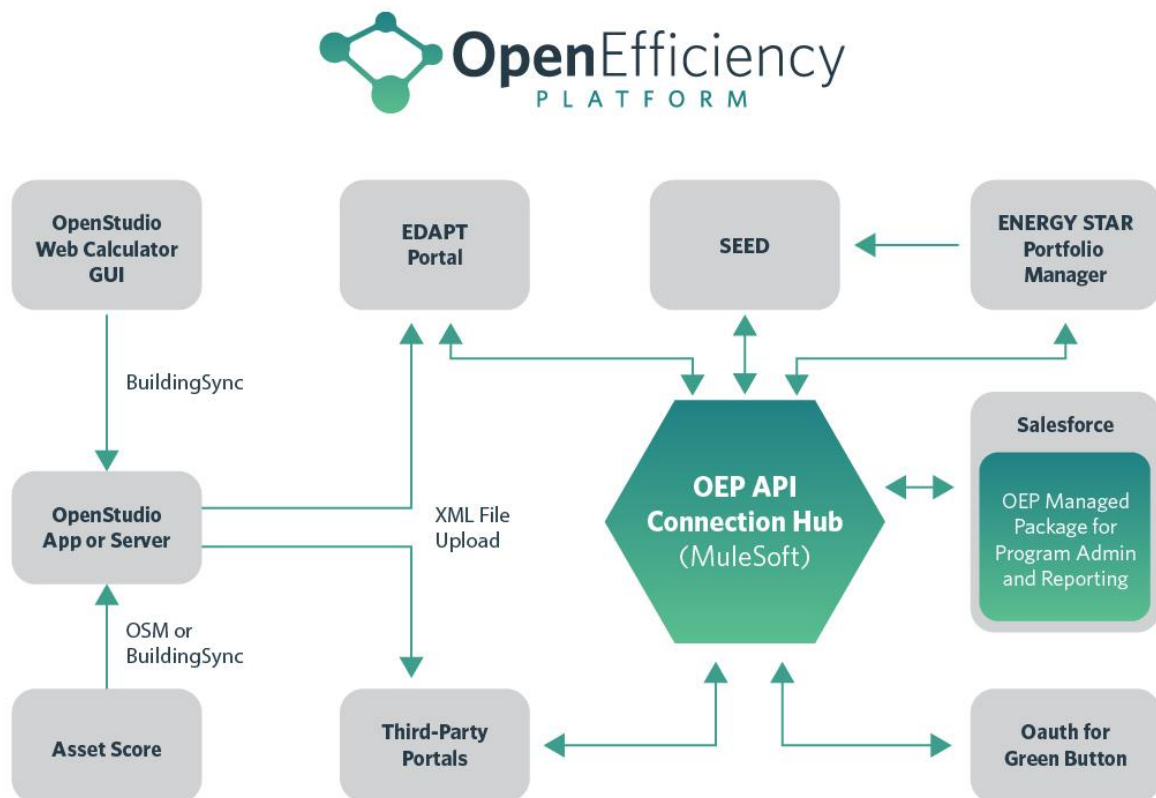 OpenEfficiency
PLATFORM
OpenStudio
Web Calculator
GUI
EDAPT
Portal
SEED
ENERGY STAR
Portfolio
Manager
BuildingSync
Salesforce
OEP Managed
Package for
Program Admin
and Reporting
OEP API
Connection Hub
(MuleSoft)
OpenStudio
App or Server
XML File
Upload
OSM or
BuildingSync
Asset Score
Third-Party
Portals
Oauth for
Green Button